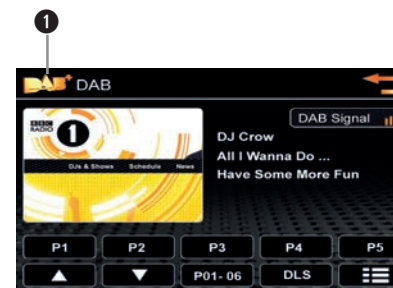 1
DAB+ DAB
DAB Signal
BBC
RADIO
1
DJs & Shows Schedule News
DJ Crow
All I Wanna Do ...
Have Some More Fun
P1 P2 P3 P4 P5
P01- 06 DLS